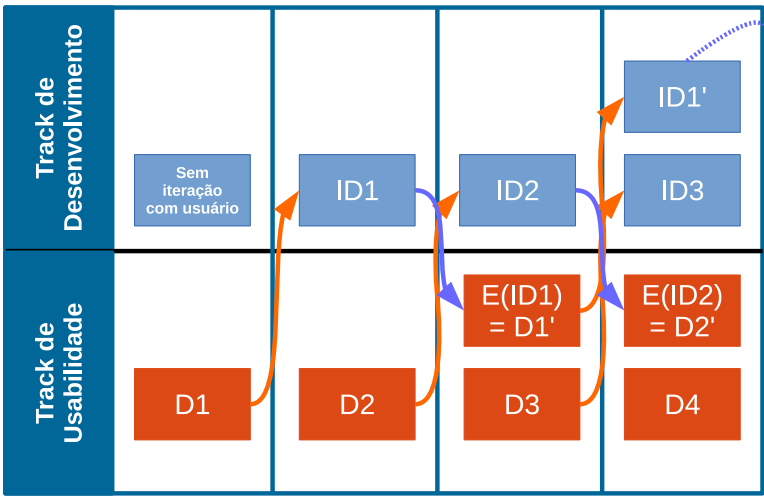 Track de
Desenvolvimento
Sem
iteração
com usuário
ID1
ID2
ID1'
ID3
Track de
Usabilidade
D1
D2
E(ID1)
= D1'
D3
E(ID2)
= D2'
D4